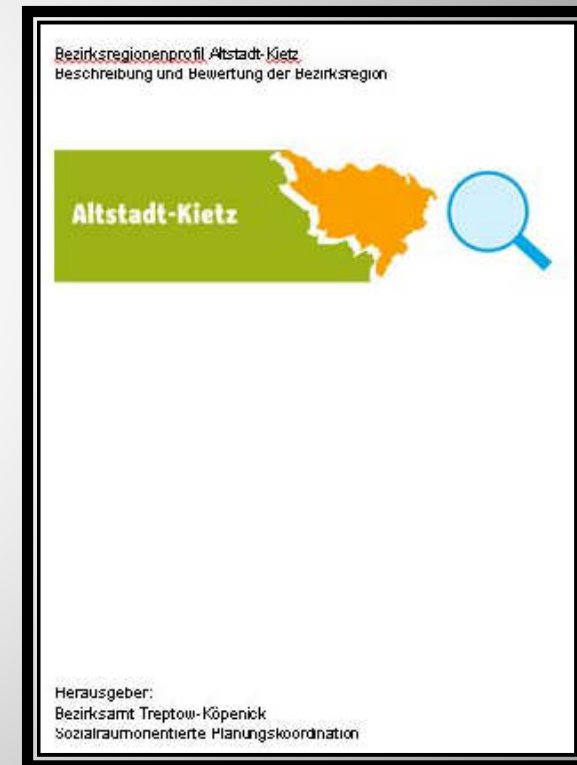 Bezirksregionenprofil Altstadt-Kietz
Beschreibung und Bewertung der Bezirksregion
Altstadt-Kietz
Herausgeber:
Bezirksamt Treptow-Köpenick
Sozialraumorientierte Planungskoordination